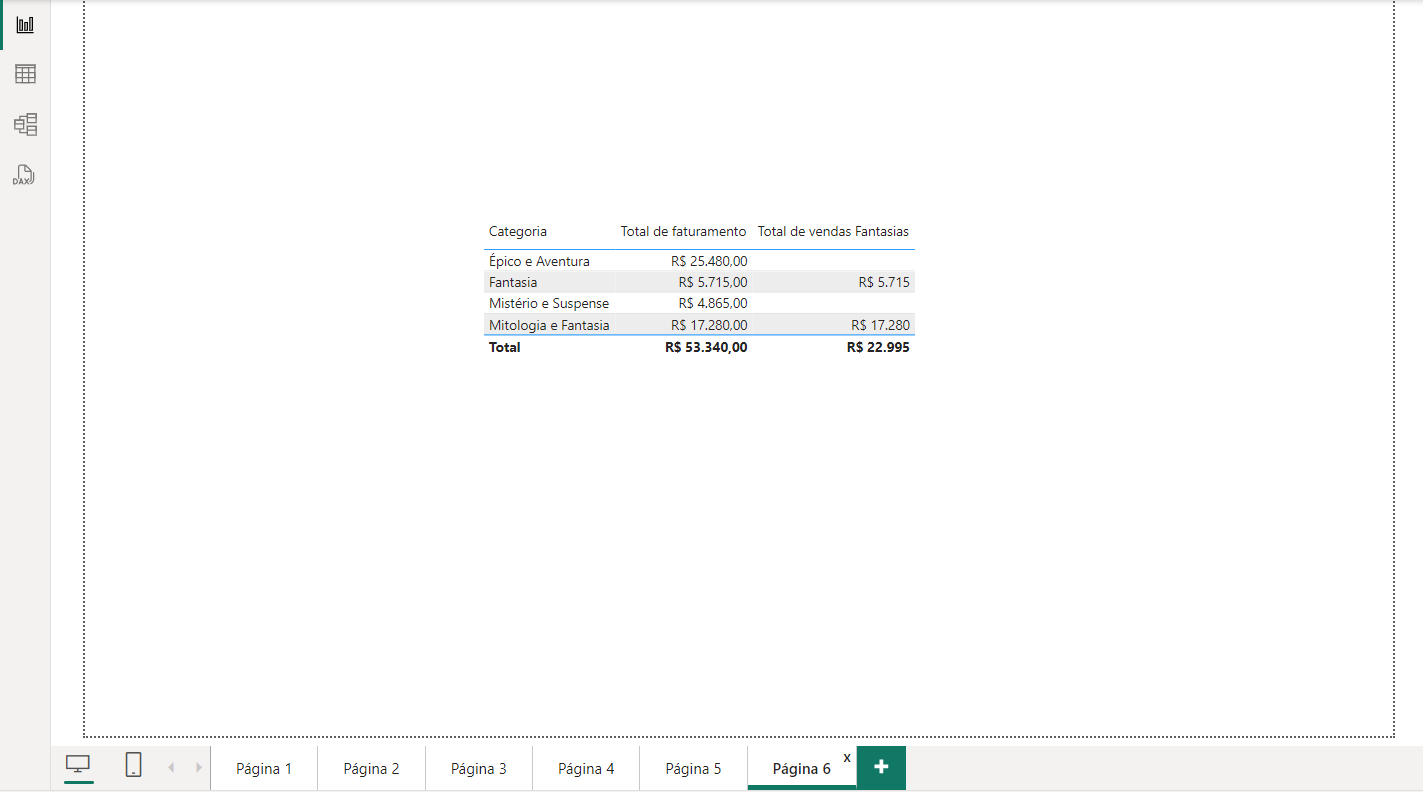 DAX
Categoria Total de faturamento Total de vendas Fantasias
Épico e Aventura R$ 25.480,00
Fantasia R$ 5.715,00 R$ 5.715
Mistério e Suspense R$ 4.865,00
Mitologia e Fantasia R$ 17.280,00 R$ 17.280
Total R$ 53.340,00 R$ 22.995
Página 1 Página 2 Página 3 Página 4 Página 5 Página 6 x +